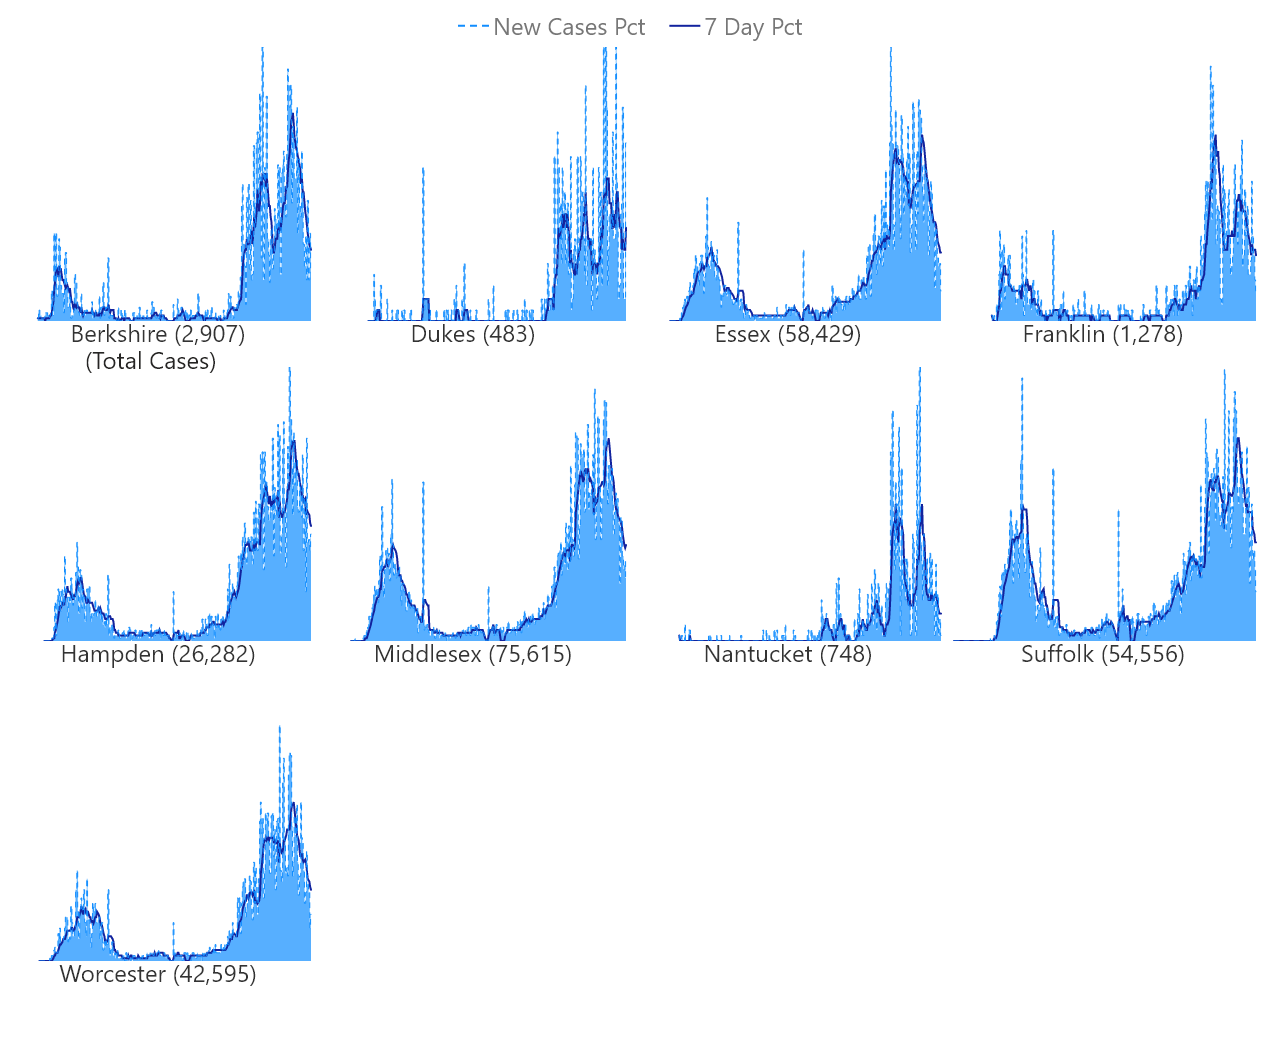 New Cases Pct 7 Day Pct
Berkshire (2,907) Dukes (483) Essex (58,429) Franklin (1,278)
(Total Cases)
Hampden (26,282) Middlesex (75,615) Nantucket (748) Suffolk (54,556)
Worcester (42,595)